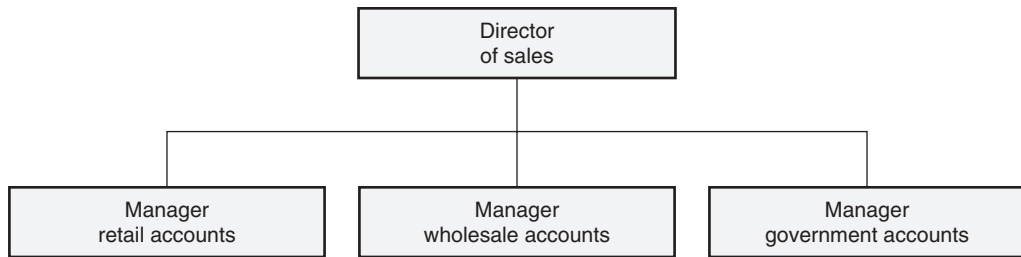 Director
of sales
Manager
retail accounts
Manager
wholesale accounts
Manager
government accounts